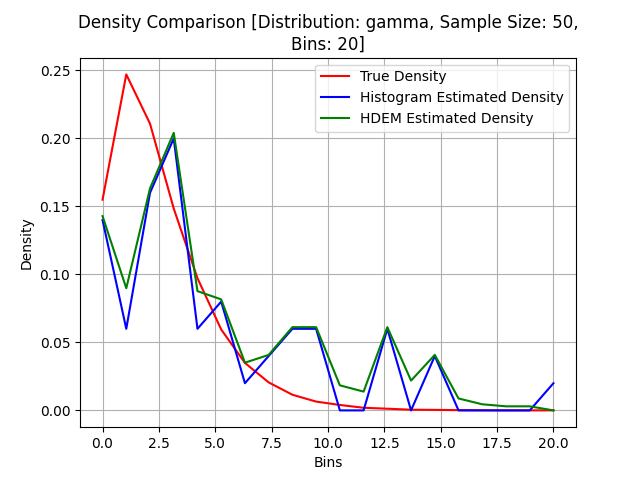 Density Comparison [Distribution: gamma, Sample Size: 50,
Bins: 20]
True Density
Histogram Estimated Density
HDEM Estimated Density
Density
0.25
0.20
0.15
0.10
0.05
0.00
0.0 2.5 5.0 7.5 10.0 12.5 15.0 17.5 20.0
Bins